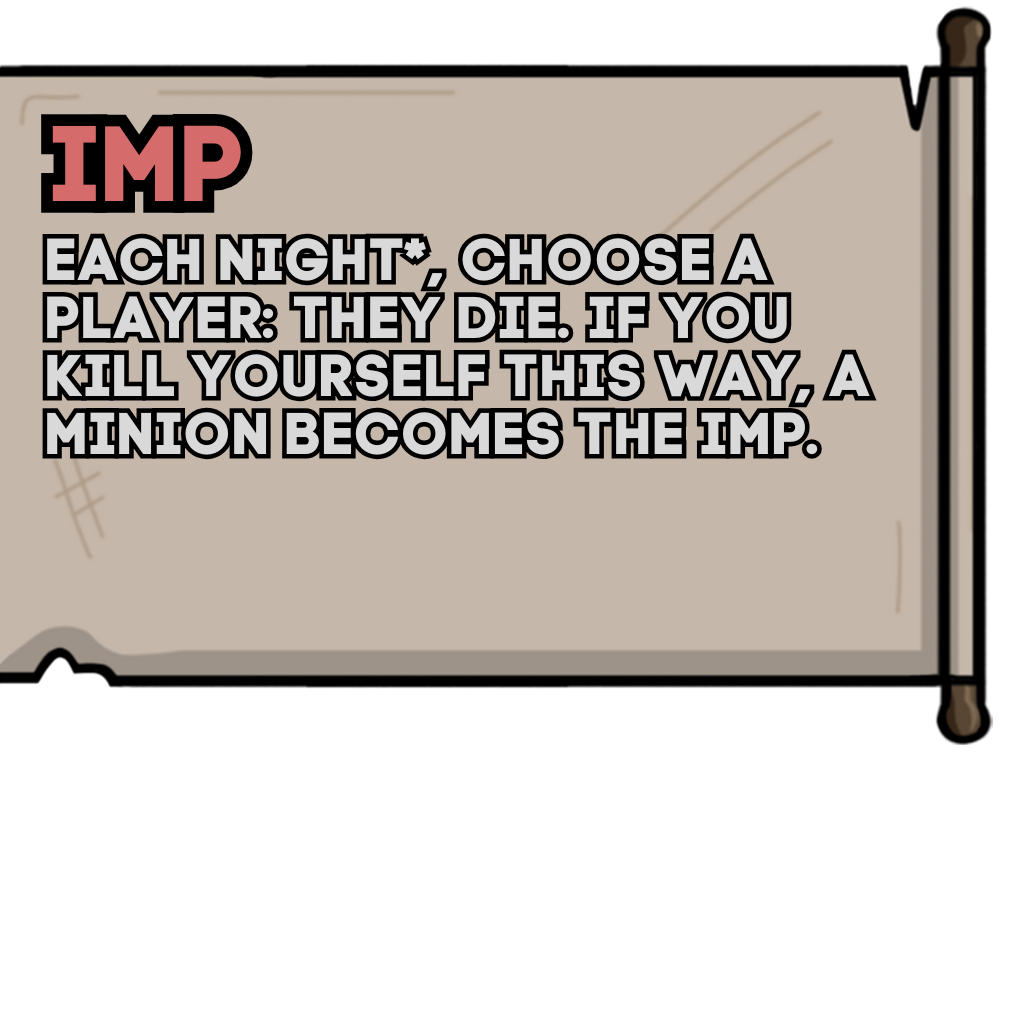 IMP
EACH NIGHT*, CHOOSE A
PLAYER: THEY DIE. IF YOU
KILL YOURSELF THIS WAY, A
MINION BECOMES THE IMP.